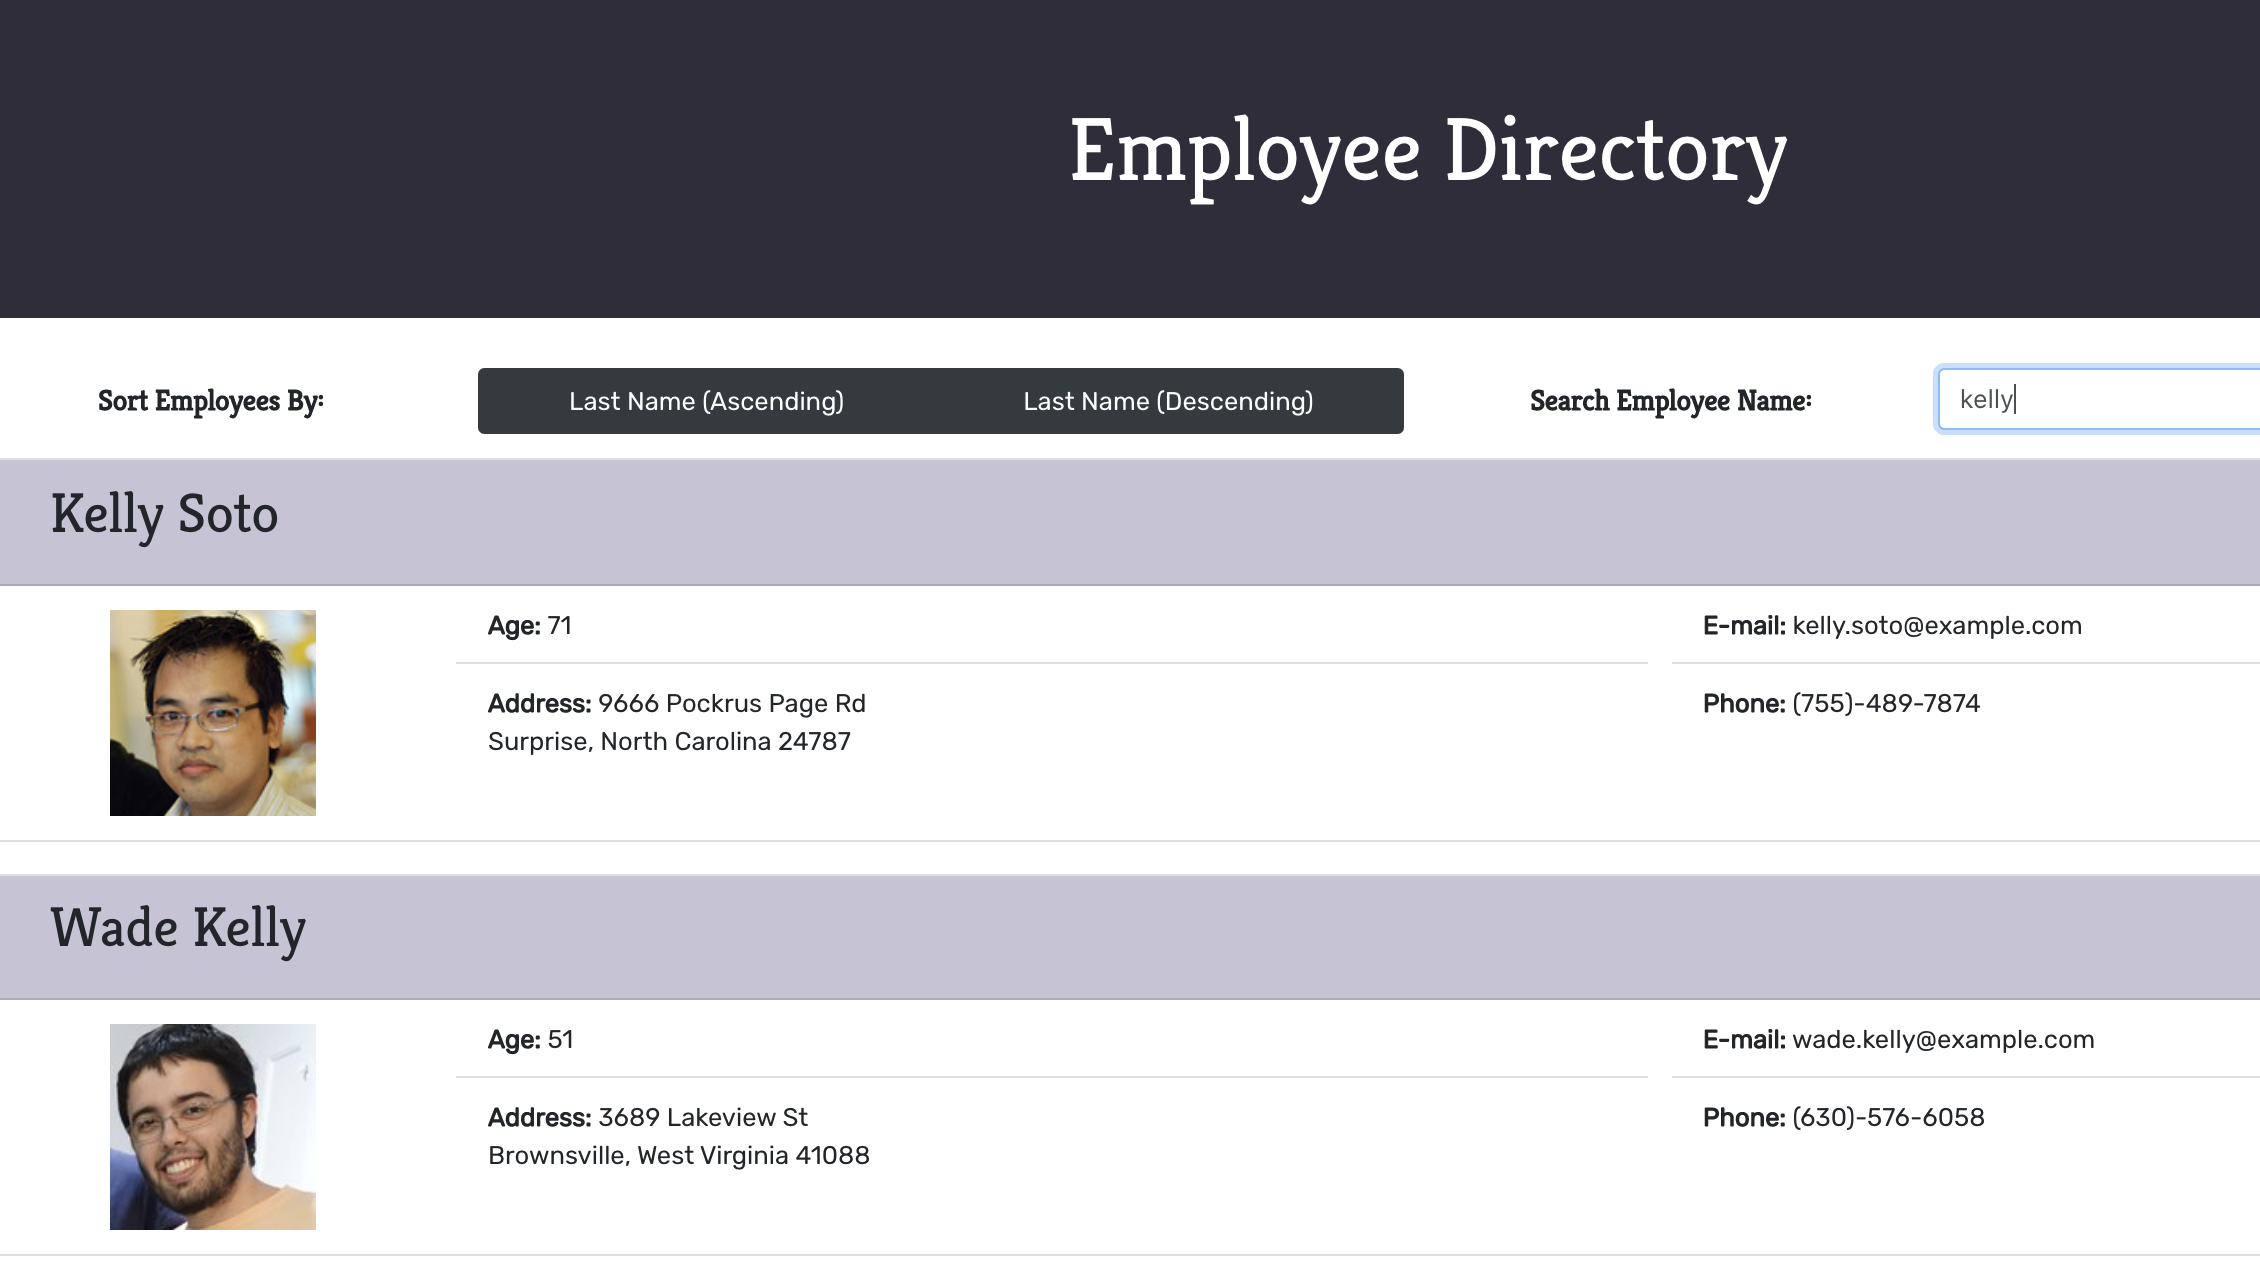 Employee Directory
Sort Employees By:
Last Name (Ascending)
Last Name (Descending)
Search Employee Name:
kelly
Kelly Soto
Age: 71
E-mail: kelly.soto@example.com
Address: 9666 Pockrus Page Rd
Surprise, North Carolina 24787
Phone: (755)-489-7874
Wade Kelly
Age: 51
E-mail: wade.kelly@example.com
Address: 3689 Lakeview St
Brownsville, West Virginia 41088
Phone: (630)-576-6058